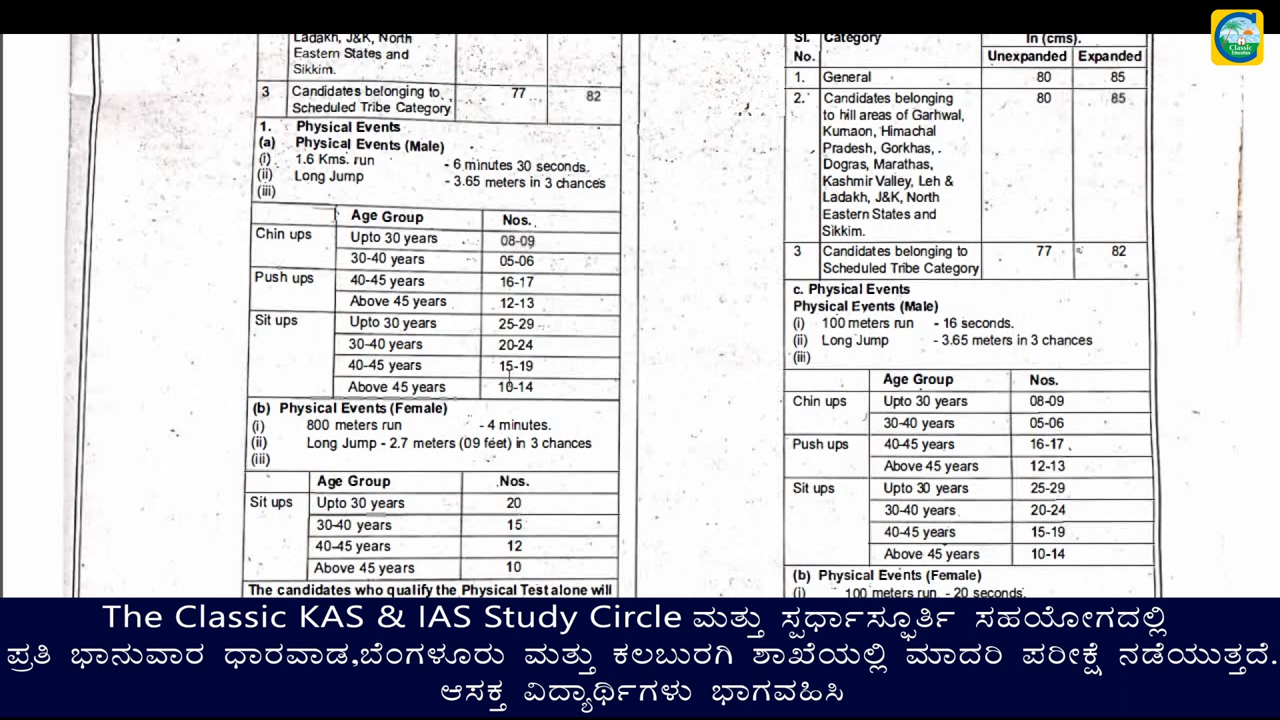 Classic
Education
Ladakh, J&K, North
Eastern States and
Sikkim.
3 Candidates belonging to 77 82
Scheduled Tribe Category
1. Physical Events
(a) Physical Events (Male)
(i) 1.6 Kms. run - 6 minutes 30 seconds.
(ii) Long Jump - 3.65 meters in 3 chances
(iii)
Age Group Nos.
Chin ups Upto 30 years 08-09
30-40 years 05-06
Push ups 40-45 years 16-17
Above 45 years 12-13
Sit ups Upto 30 years 25-29
30-40 years 20-24
40-45 years 15-19
Above 45 years 10-14
(b) Physical Events (Female)
(i) 800 meters run - 4 minutes.
(ii) Long Jump - 2.7 meters (09 feet) in 3 chances
(iii)
Age Group Nos.
Sit ups Upto 30 years 20
30-40 years 15
40-45 years 12
Above 45 years 10
The candidates who qualify the Physical Test alone will
Sl. Category In (cms).
No. Unexpanded Expanded
1. General 80 85
2. Candidates belonging 80 85
to hill areas of Garhwal,
Kumaon, Himachal
Pradesh, Gorkhas,
Dogras, Marathas,
Kashmir Valley, Leh &
Ladakh, J&K, North
Eastern States and
Sikkim.
3 Candidates belonging to 77 82
Scheduled Tribe Category
c. Physical Events
Physical Events (Male)
(i) 100 meters run - 16 seconds.
(ii) Long Jump - 3.65 meters in 3 chances
(iii)
Age Group Nos.
Chin ups Upto 30 years 08-09
30-40 years 05-06
Push ups 40-45 years 16-17
Above 45 years 12-13
Sit ups Upto 30 years 25-29
30-40 years 20-24
40-45 years 15-19
Above 45 years 10-14
(b) Physical Events (Female)
(i) 100 meters run - 20 seconds.
The Classic KAS & IAS Study Circle ಮತ್ತು ಸ್ಪರ್ಧಾಸ್ಫೂರ್ತಿ ಸಹಯೋಗದಲ್ಲಿ
ಪ್ರತಿ ಭಾನುವಾರ ಧಾರವಾಡ,ಬೆಂಗಳೂರು ಮತ್ತು ಕಲಬುರಗಿ ಶಾಖೆಯಲ್ಲಿ ಮಾದರಿ ಪರೀಕ್ಷೆ ನಡೆಯುತ್ತದೆ.
ಆಸಕ್ತ ವಿದ್ಯಾರ್ಥಿಗಳು ಭಾಗವಹಿಸಿ